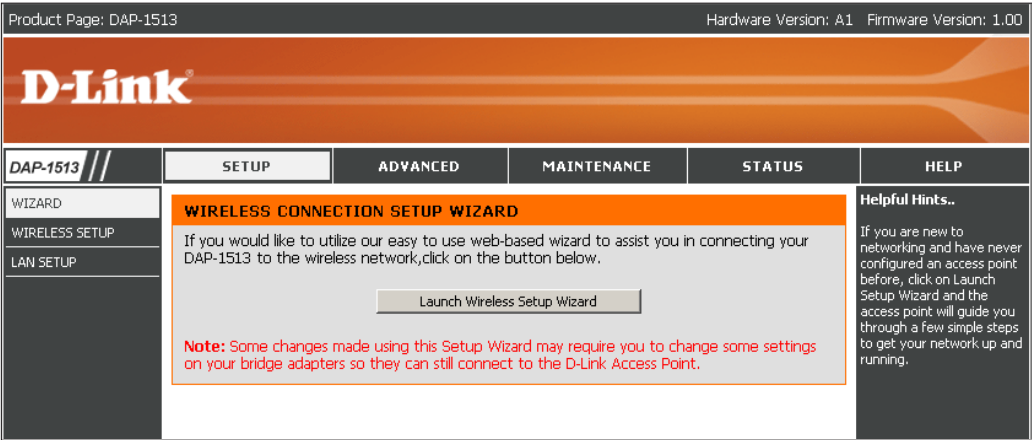 Product Page: DAP-1513
Hardware Version: A1 Firmware Version: 1.00
D-Link®
DAP-1513
SETUP
ADVANCED
MAINTENANCE
STATUS
HELP
WIZARD
WIRELESS SETUP
LAN SETUP
WIRELESS CONNECTION SETUP WIZARD
If you would like to utilize our easy to use web-based wizard to assist you in connecting your
DAP-1513 to the wireless network,click on the button below.
Launch Wireless Setup Wizard
Note: Some changes made using this Setup Wizard may require you to change some settings
on your bridge adapters so they can still connect to the D-Link Access Point.
Helpful Hints..
If you are new to
networking and have never
configured an access point
before, click on Launch
Setup Wizard and the
access point will guide you
through a few simple steps
to get your network up and
running.